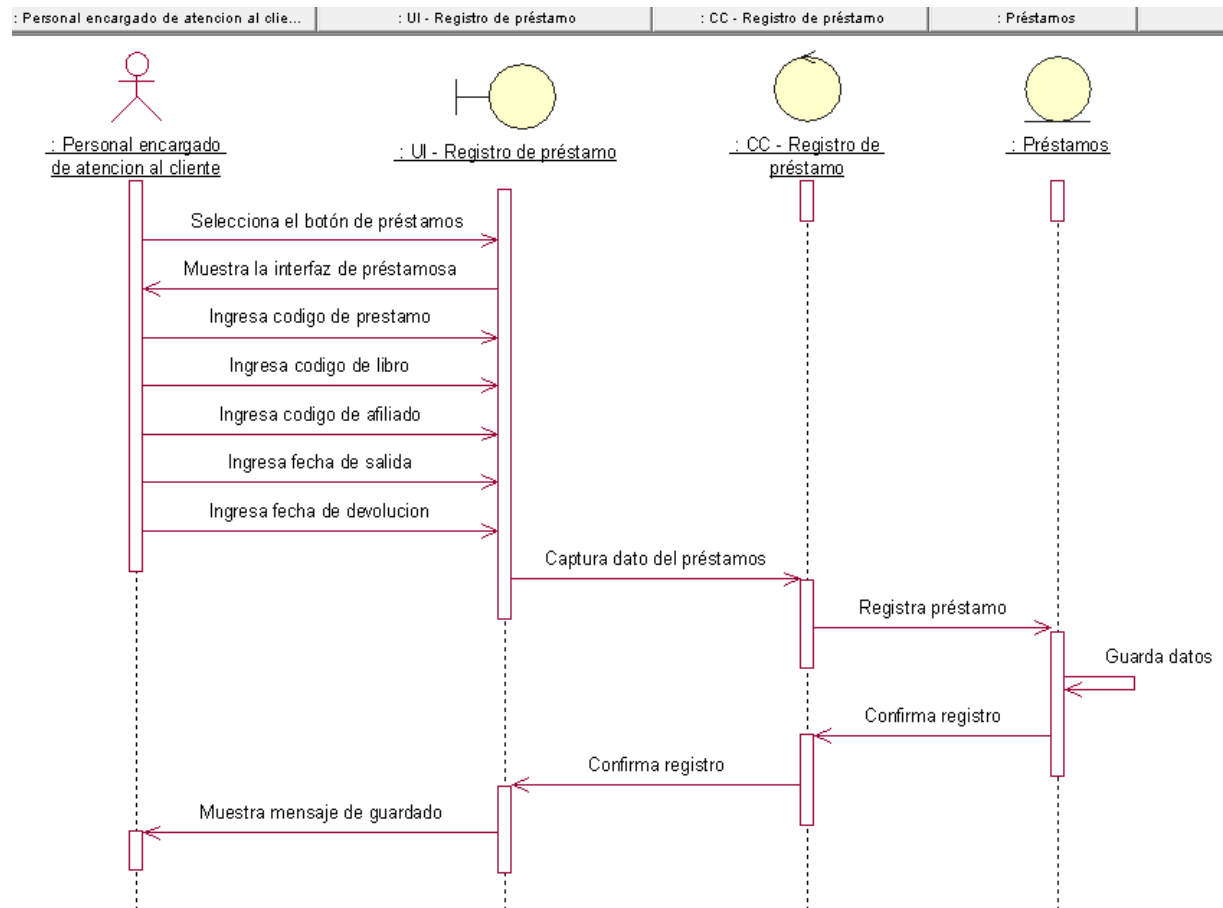 : Personal encargado de atencion al clie...
: UI - Registro de préstamo
: CC - Registro de préstamo
: Préstamos
: Personal encargado
de atencion al cliente
: UI - Registro de préstamo
: CC - Registro de
préstamo
: Préstamos
Selecciona el botón de préstamos
Muestra la interfaz de préstamosa
Ingresa codigo de prestamo
Ingresa codigo de libro
Ingresa codigo de afiliado
Ingresa fecha de salida
Ingresa fecha de devolucion
Captura dato del préstamos
Registra préstamo
Guarda datos
Confirma registro
Confirma registro
Muestra mensaje de guardado